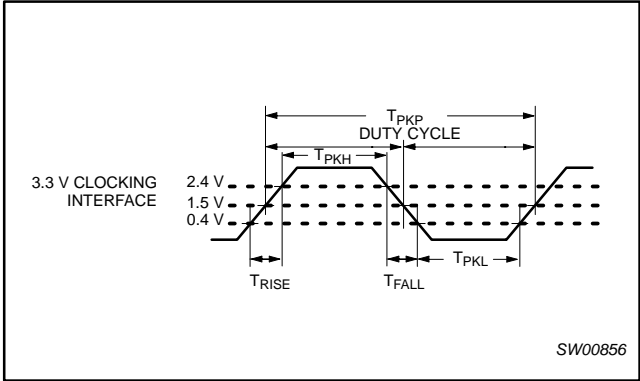 TPKP
DUTY CYCLE
TPKH
3.3 V CLOCKING
INTERFACE
2.4 V
1.5 V
0.4 V
TRISE
TFALL
TPKL
SW00856